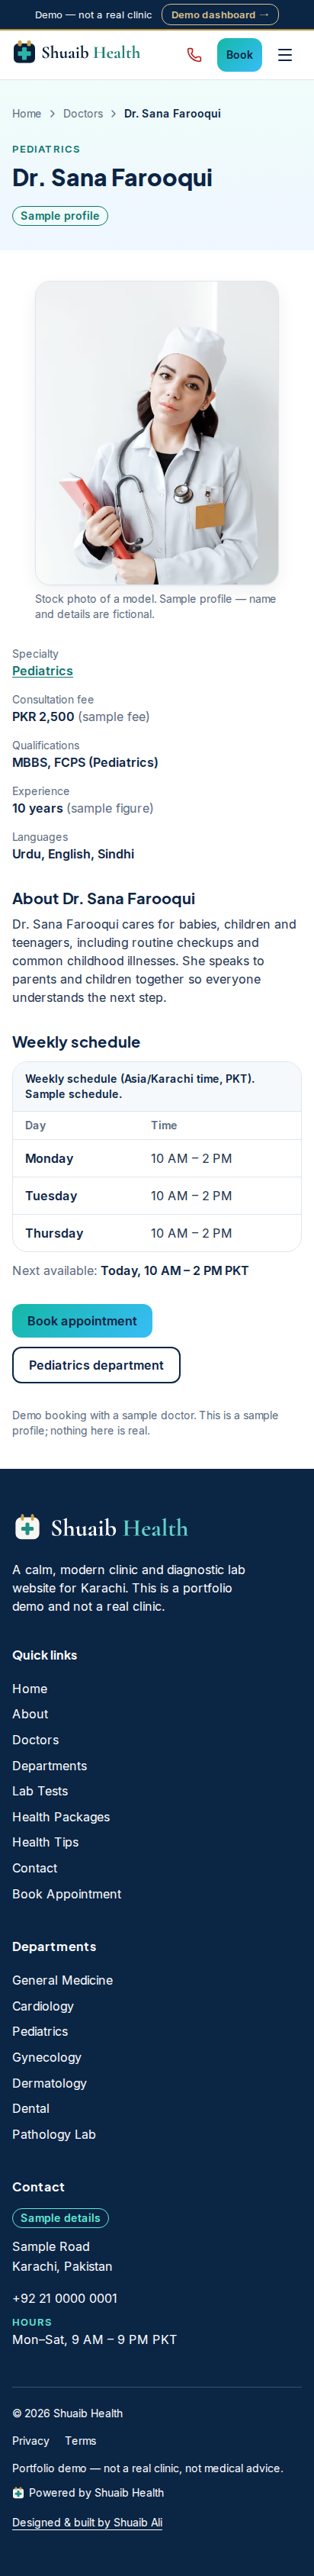 Demo — not a real clinic Demo dashboard →
Shuaib Health Book
Home > Doctors > Dr. Sana Farooqui
PEDIATRICS
Dr. Sana Farooqui
Sample profile
Stock photo of a model. Sample profile — name
and details are fictional.
Specialty
Pediatrics
Consultation fee
PKR 2,500 (sample fee)
Qualifications
MBBS, FCPS (Pediatrics)
Experience
10 years (sample figure)
Languages
Urdu, English, Sindhi
About Dr. Sana Farooqui
Dr. Sana Farooqui cares for babies, children and
teenagers, including routine checkups and
common childhood illnesses. She speaks to
parents and children together so everyone
understands the next step.
Weekly schedule
Weekly schedule (Asia/Karachi time, PKT).
Sample schedule.
Day Time
Monday 10 AM – 2 PM
Tuesday 10 AM – 2 PM
Thursday 10 AM – 2 PM
Next available: Today, 10 AM – 2 PM PKT
Book appointment
Pediatrics department
Demo booking with a sample doctor. This is a sample
profile; nothing here is real.
Shuaib Health
A calm, modern clinic and diagnostic lab
website for Karachi. This is a portfolio
demo and not a real clinic.
Quick links
Home
About
Doctors
Departments
Lab Tests
Health Packages
Health Tips
Contact
Book Appointment
Departments
General Medicine
Cardiology
Pediatrics
Gynecology
Dermatology
Dental
Pathology Lab
Contact
Sample details
Sample Road
Karachi, Pakistan
+92 21 0000 0001
HOURS
Mon–Sat, 9 AM – 9 PM PKT
© 2026 Shuaib Health
Privacy Terms
Portfolio demo — not a real clinic, not medical advice.
Powered by Shuaib Health
Designed & built by Shuaib Ali